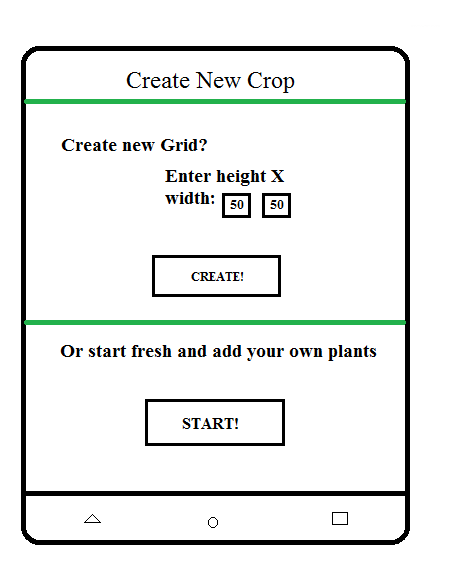 Create New Crop
Create new Grid?
Enter height X
width: 50 50
CREATE!
Or start fresh and add your own plants
START!